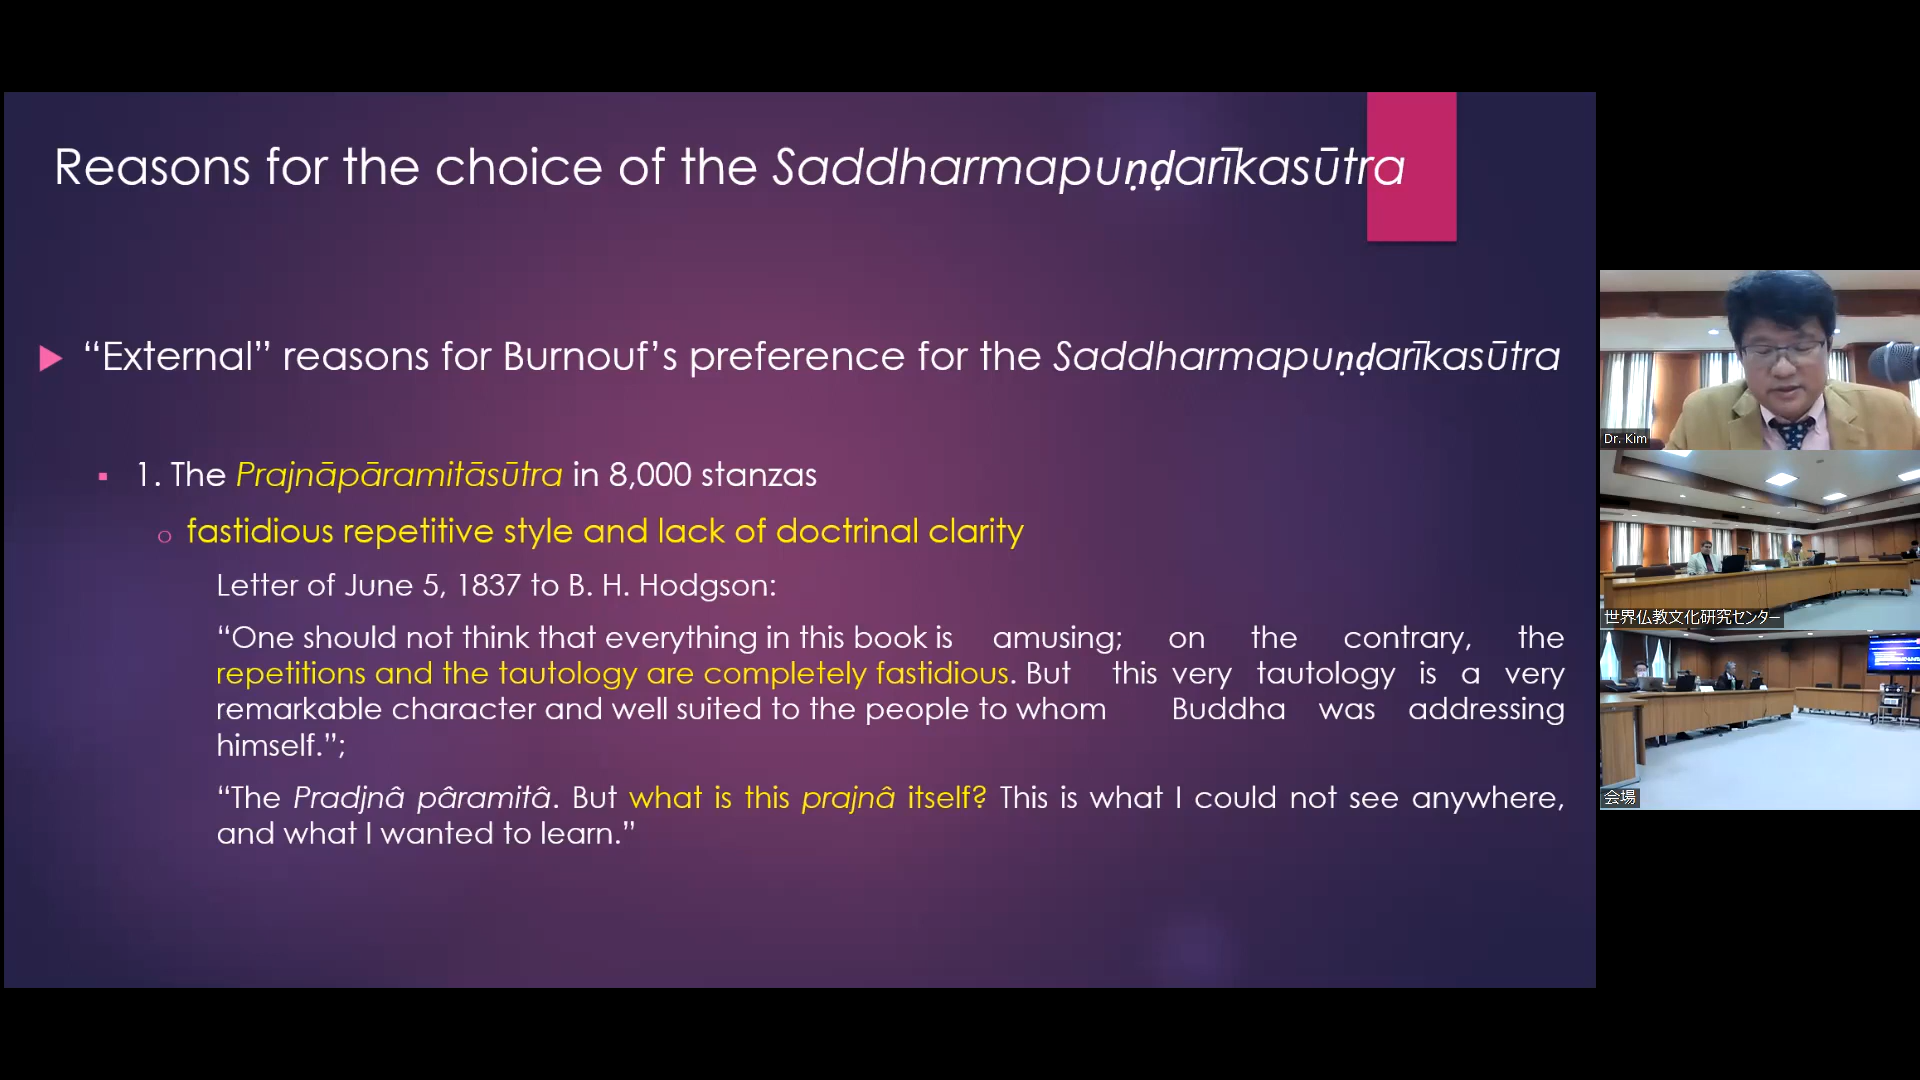 Reasons for the choice of the Saddharmapuṇḍarīkasūtra
“External” reasons for Burnouf’s preference for the Saddharmapuṇḍarīkasūtra
1. The Prajnāpāramitāsūtra in 8,000 stanzas
fastidious repetitive style and lack of doctrinal clarity
Letter of June 5, 1837 to B. H. Hodgson:
“One should not think that everything in this book is amusing; on the contrary, the
repetitions and the tautology are completely fastidious. But this very tautology is a very
remarkable character and well suited to the people to whom Buddha was addressing
himself.”;
“The Pradjnâ pâramitâ. But what is this prajnâ itself? This is what I could not see anywhere,
and what I wanted to learn.”
Dr. Kim
世界仏教文化研究センター
会場